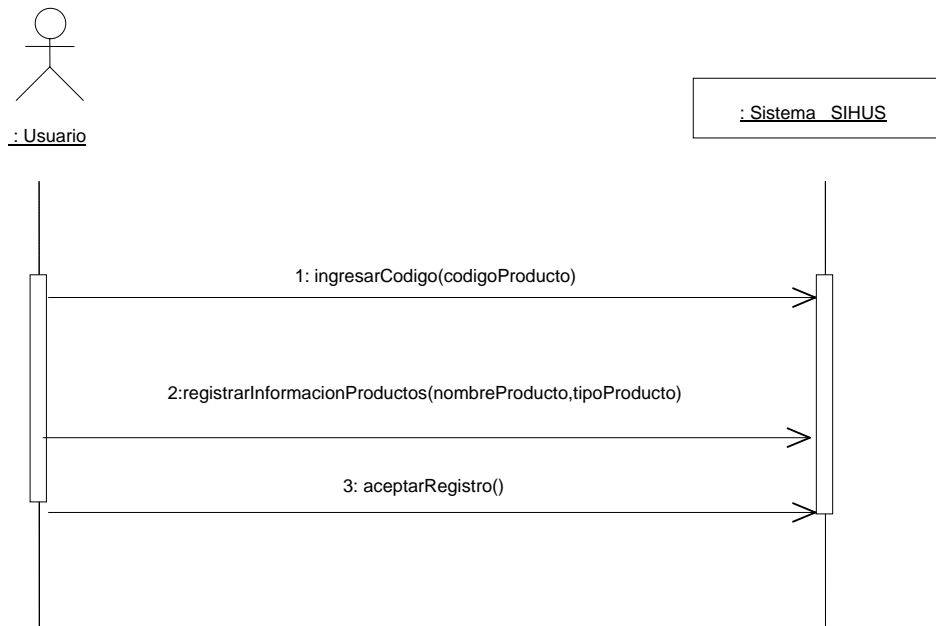 : Usuario
: Sistema   SIHUS
1: ingresarCodigo(codigoProducto)
2:registrarInformacionProductos(nombreProducto,tipoProducto)
3: aceptarRegistro()